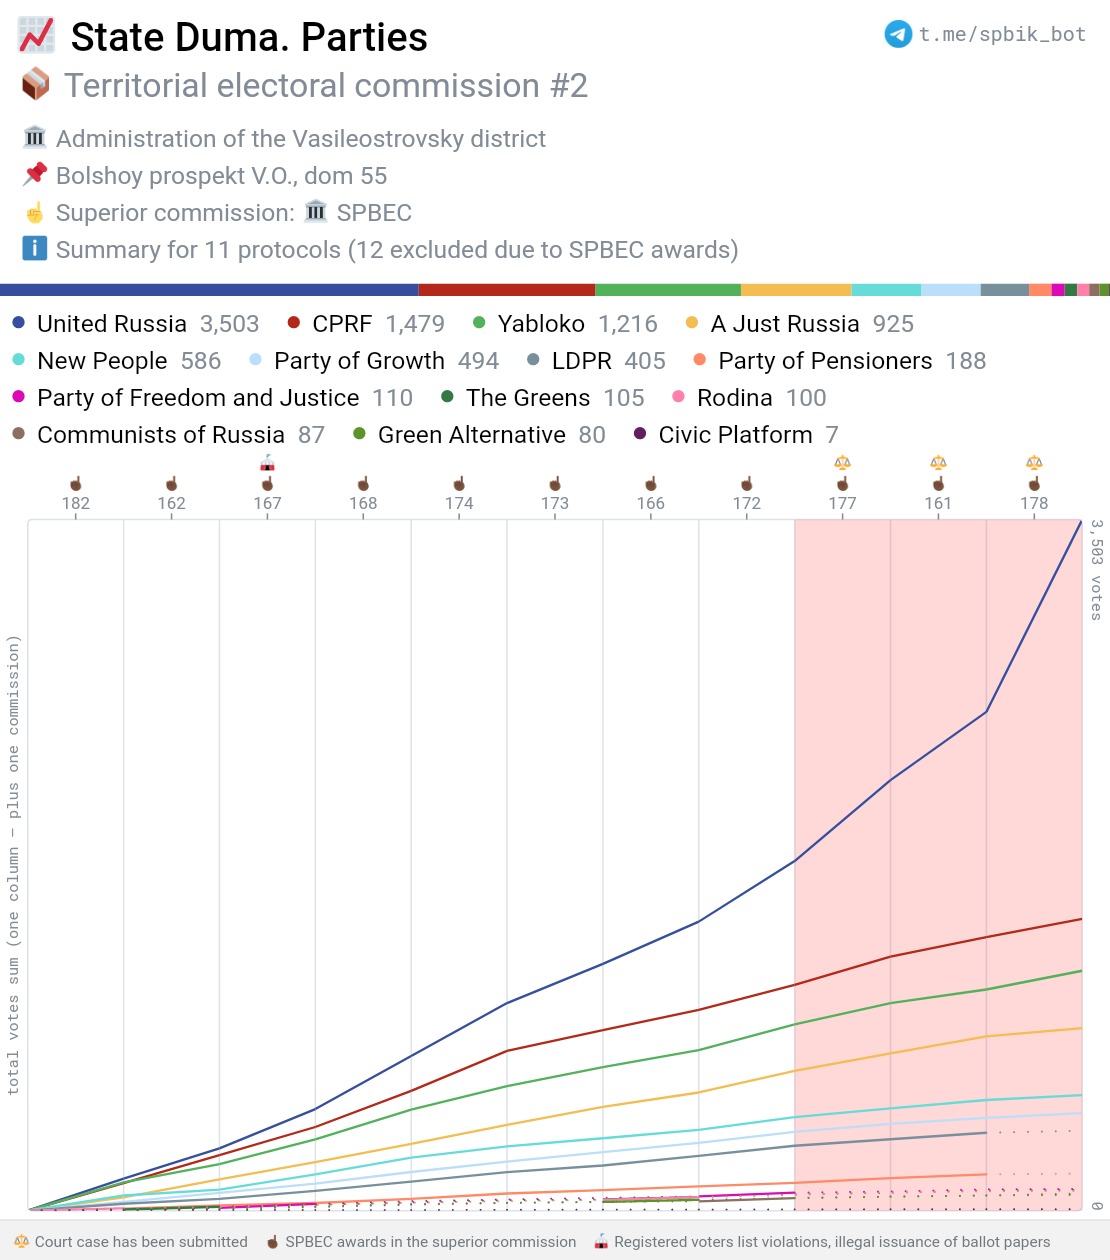 State Duma. Parties
t.me/spbik_bot
Territorial electoral commission #2
Administration of the Vasileostrovsky district
Bolshoy prospekt V.O., dom 55
Superior commission: SPBEC
Summary for 11 protocols (12 excluded due to SPBEC awards)
United Russia 3,503 CPRF 1,479 Yabloko 1,216 A Just Russia 925
New People 586 Party of Growth 494 LDPR 405 Party of Pensioners 188
Party of Freedom and Justice 110 The Greens 105 Rodina 100
Communists of Russia 87 Green Alternative 80 Civic Platform 7
182 162 167 168 174 173 166 172 177 161 178
3,503 votes
total votes sum (one column — plus one commission)
0
Court case has been submitted SPBEC awards in the superior commission Registered voters list violations, illegal issuance of ballot papers